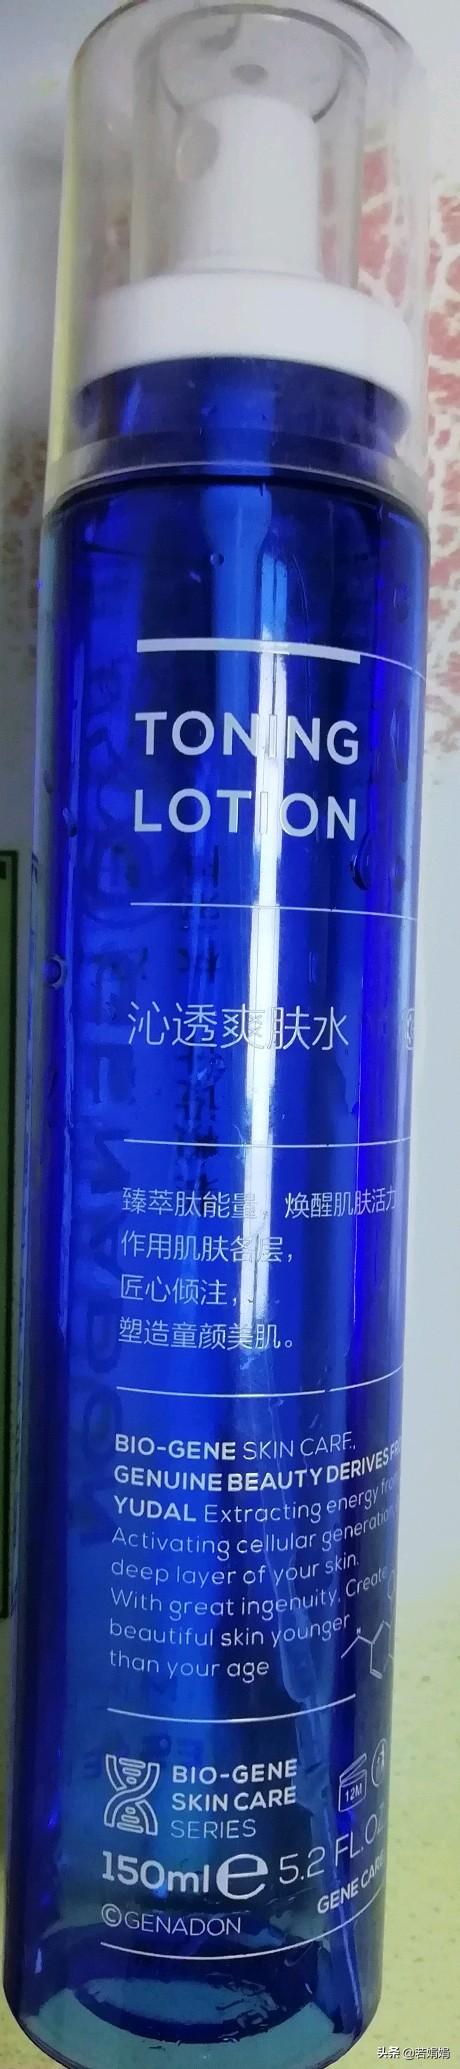 TONING
LOTION
沁透爽肤水
臻萃肽能量，焕醒肌肤活力
作用肌肤各层，
匠心倾注，
塑造童颜美肌。
BIO-GENE SKIN CARE,
GENUINE BEAUTY DERIVES
YUDAL Extracting energy
Activating cellular generation
deep layer of your skin.
With great ingenuity, Create
beautiful skin younger
than your age
BIO-GENE
SKIN CARE
SERIES
12M
150ml e 5.2 FL.OZ
GENE CARE
©GENADON
头条 @若娟娟